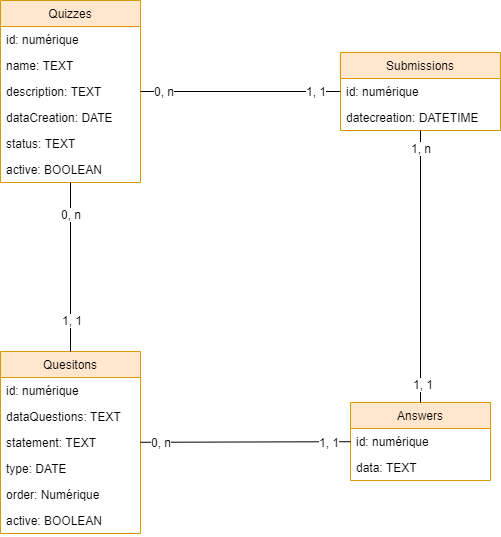 Quizzes
id: numérique
name: TEXT
description: TEXT
dataCreation: DATE
status: TEXT
active: BOOLEAN
0, n
1, 1
Submissions
id: numérique
datecreation: DATETIME
0, n
1, 1
1, n
1, 1
Quesitons
id: numérique
dataQuestions: TEXT
statement: TEXT
type: DATE
order: Numérique
active: BOOLEAN
0, n
1, 1
Answers
id: numérique
data: TEXT